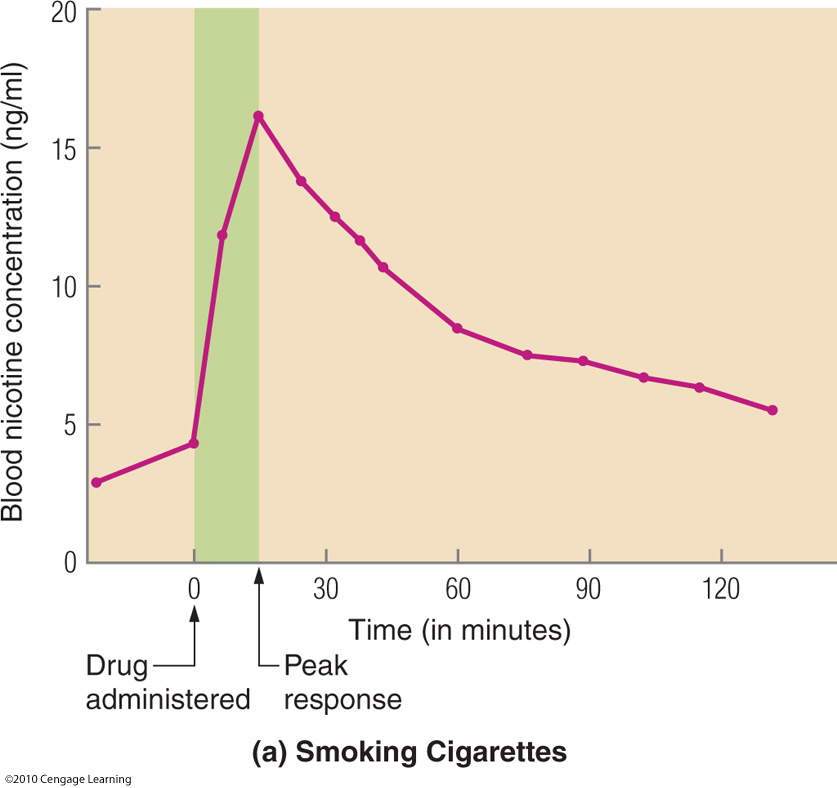 Blood nicotine concentration (ng/ml)
20
15
10
5
0
0 30 60 90 120
Time (in minutes)
Drug administered
Peak response
(a) Smoking Cigarettes
©2010 Cengage Learning